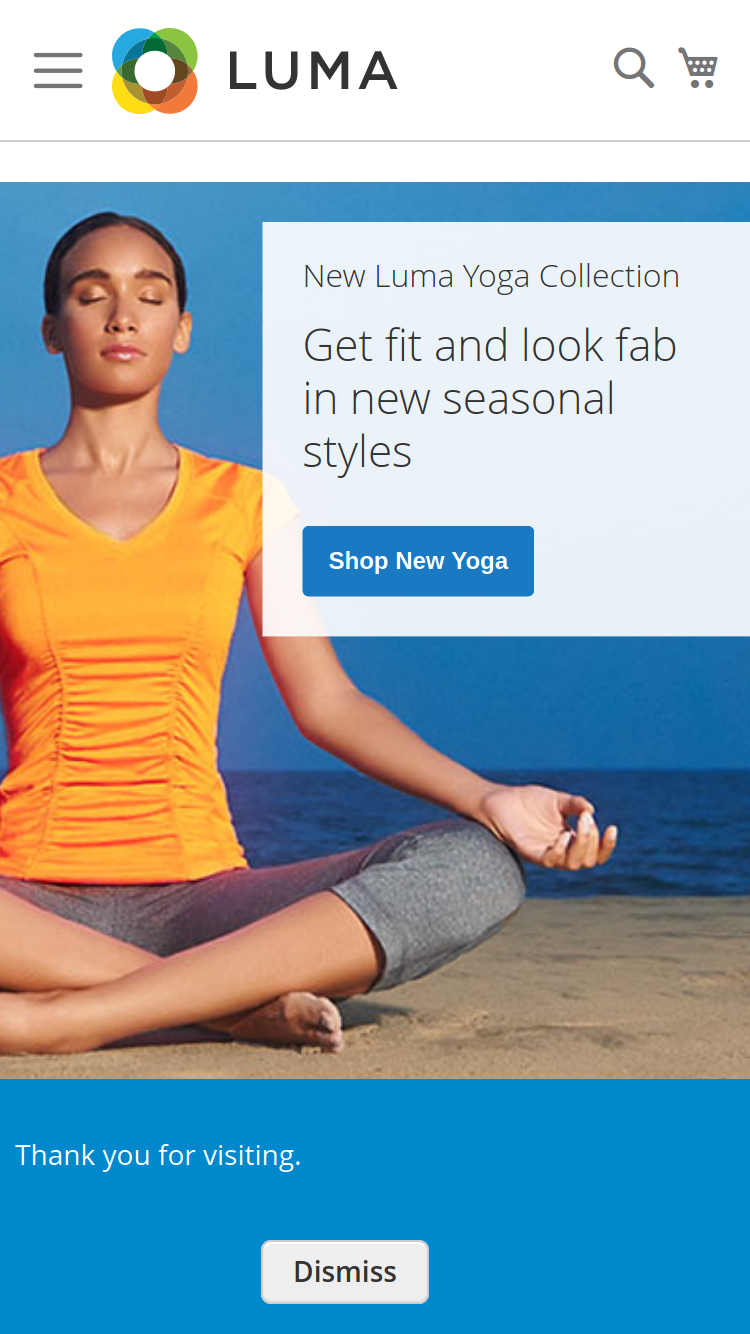 LUMA
New Luma Yoga Collection
Get fit and look fab
in new seasonal
styles
Shop New Yoga
Thank you for visiting.
Dismiss